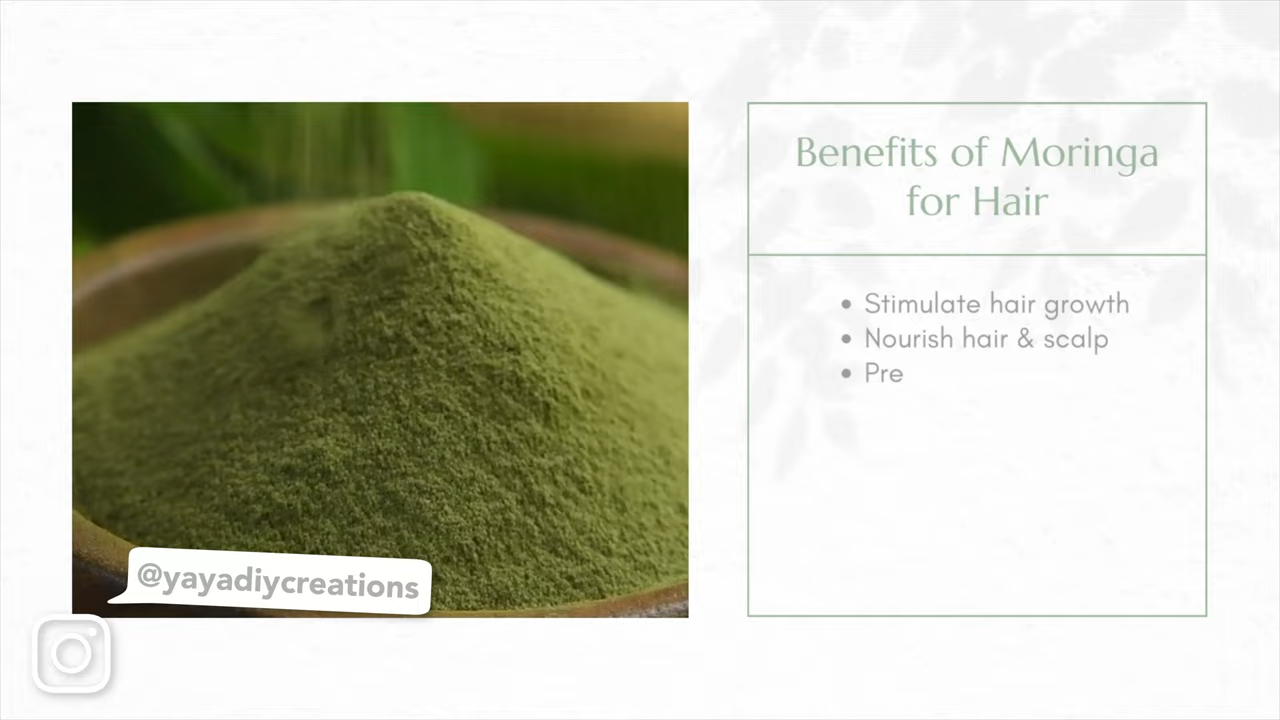 Benefits of Moringa
for Hair
• Stimulate hair growth
• Nourish hair & scalp
• Pre
@yayadiycreations